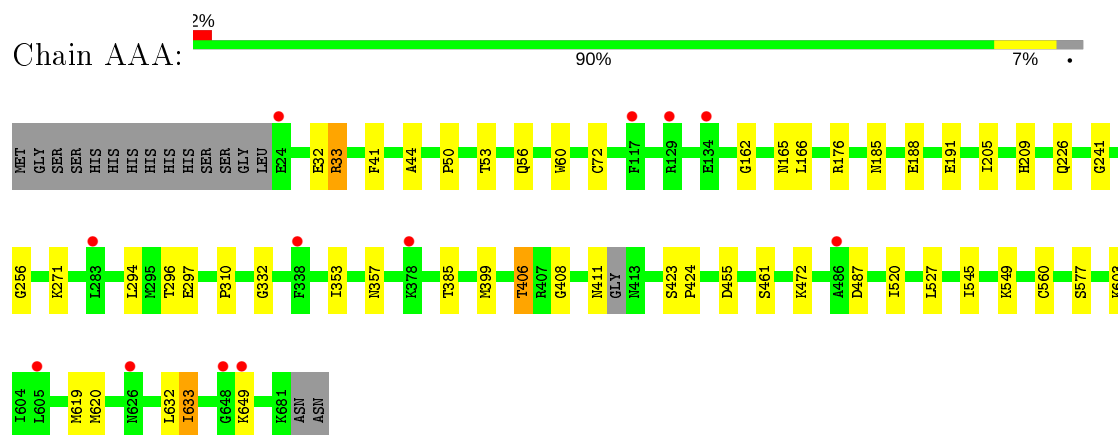 2%
Chain AAA:
90% 7% •
MET GLY SER SER HIS HIS HIS HIS HIS HIS SER SER GLY LEU E24 E32 R33 F41 A44 P50 T53 Q56 W60 C72 F117 R129 E134 G162 N165 L166 R176 N185 E188 E191 I205 H209 Q226 G241
G256 K271 L283 L294 M295 T296 E297 P310 G332 F338 I353 N357 K378 T385 M399 T406 R407 G408 N411 GLY N413 S423 P424 D455 S461 K472 A486 D487 I520 L527 I545 K549 C560 S577 K603
I604 L605 M619 M620 N626 L632 I633 G648 K649 K681 ASN ASN